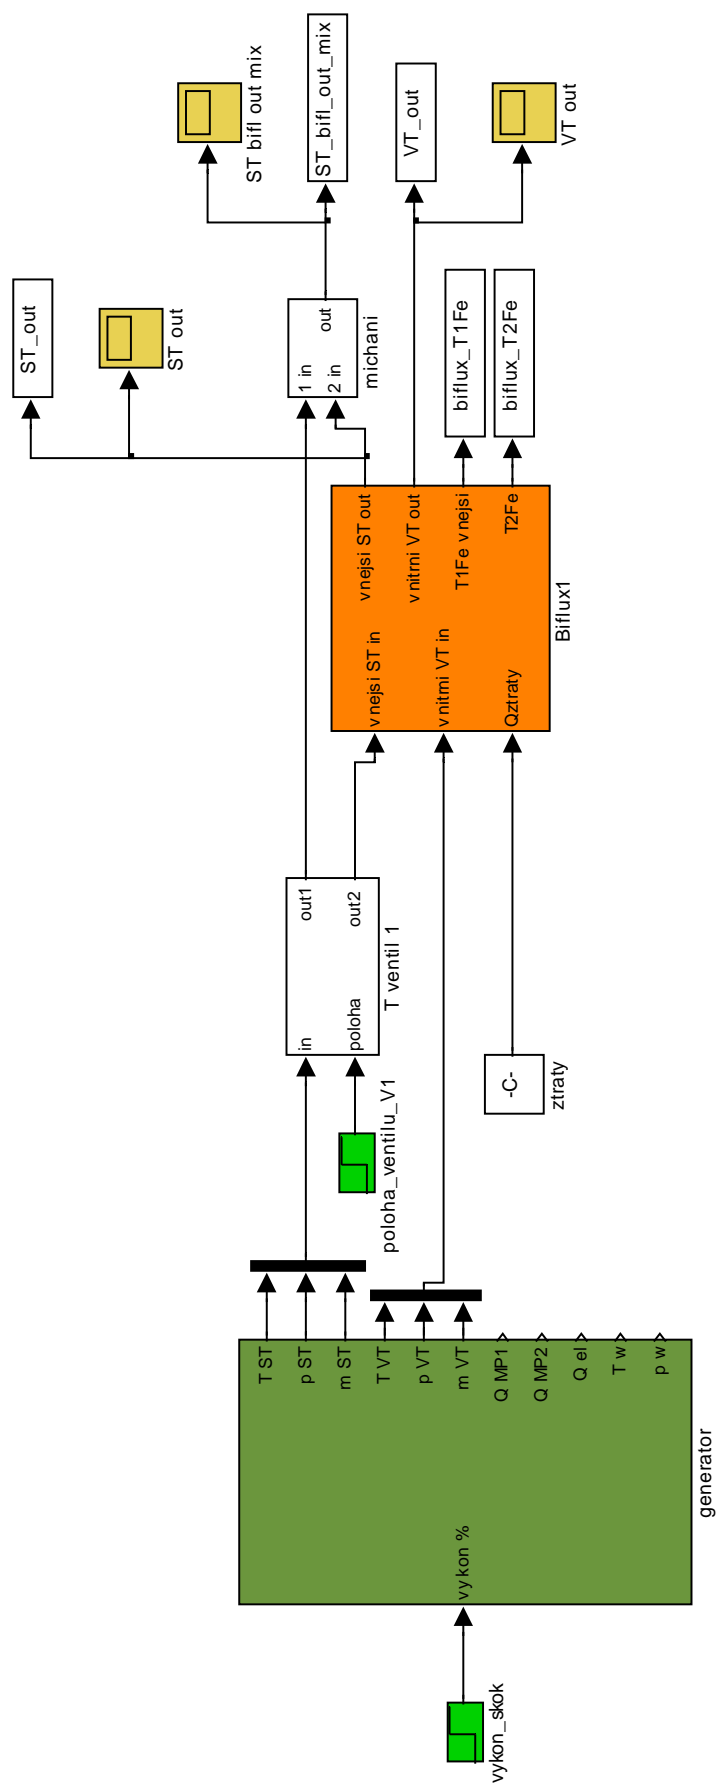 vykon_skok
vykon %
T ST
p ST
m ST
T VT
p VT
m VT
Q MP1
Q MP2
Q el
T w
p w
generator
poloha_ventilu_V1
in
poloha
out1
out2
T ventil 1
-C-
ztraty
vnejsi ST in
vnitrni VT in
Qztraty
vnejsi ST out
vnitrni VT out
T1Fe vnejsi
T2Fe
Biflux1
1 in
2 in
out
michani
ST_out
ST out
ST bifl out mix
ST_bifl_out_mix
VT_out
VT out
biflux_T1Fe
biflux_T2Fe